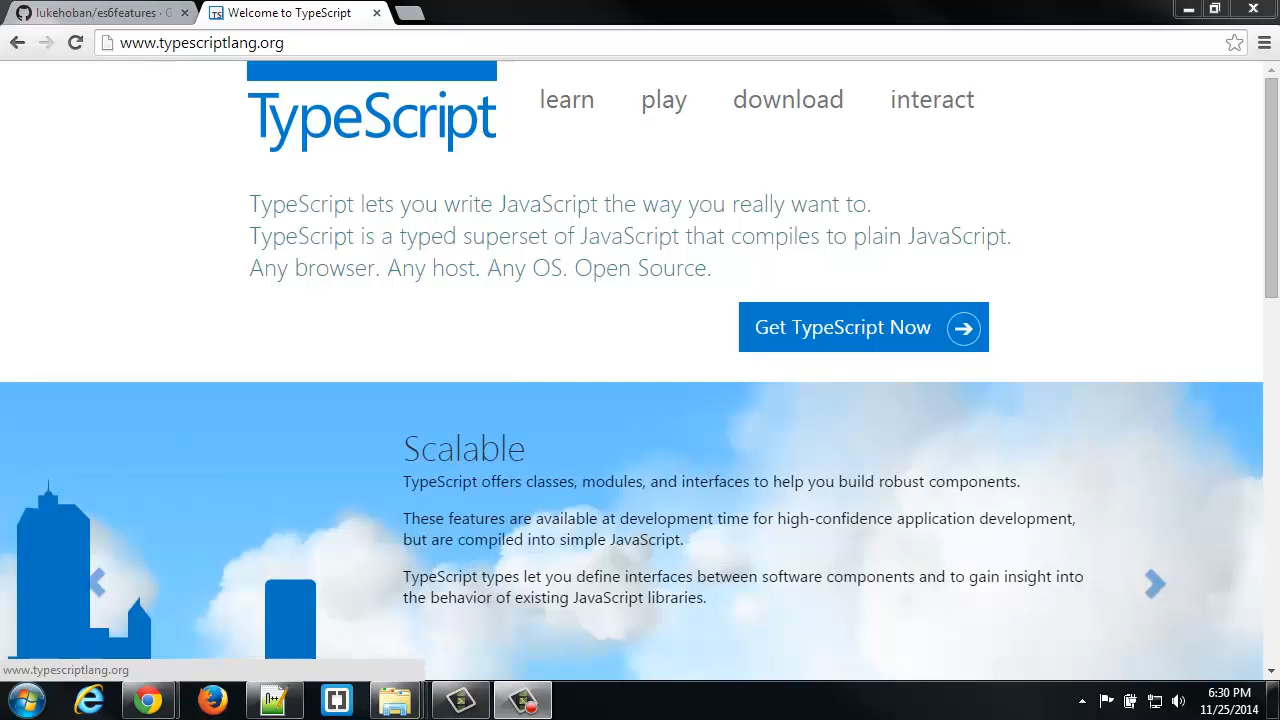 lukehoban/es6features · G
Welcome to TypeScript
www.typescriptlang.org
TypeScript
learn
play
download
interact
TypeScript lets you write JavaScript the way you really want to.
TypeScript is a typed superset of JavaScript that compiles to plain JavaScript.
Any browser. Any host. Any OS. Open Source.
Get TypeScript Now
Scalable
TypeScript offers classes, modules, and interfaces to help you build robust components.
These features are available at development time for high-confidence application development,
but are compiled into simple JavaScript.
TypeScript types let you define interfaces between software components and to gain insight into
the behavior of existing JavaScript libraries.
www.typescriptlang.org
6:30 PM
11/25/2014